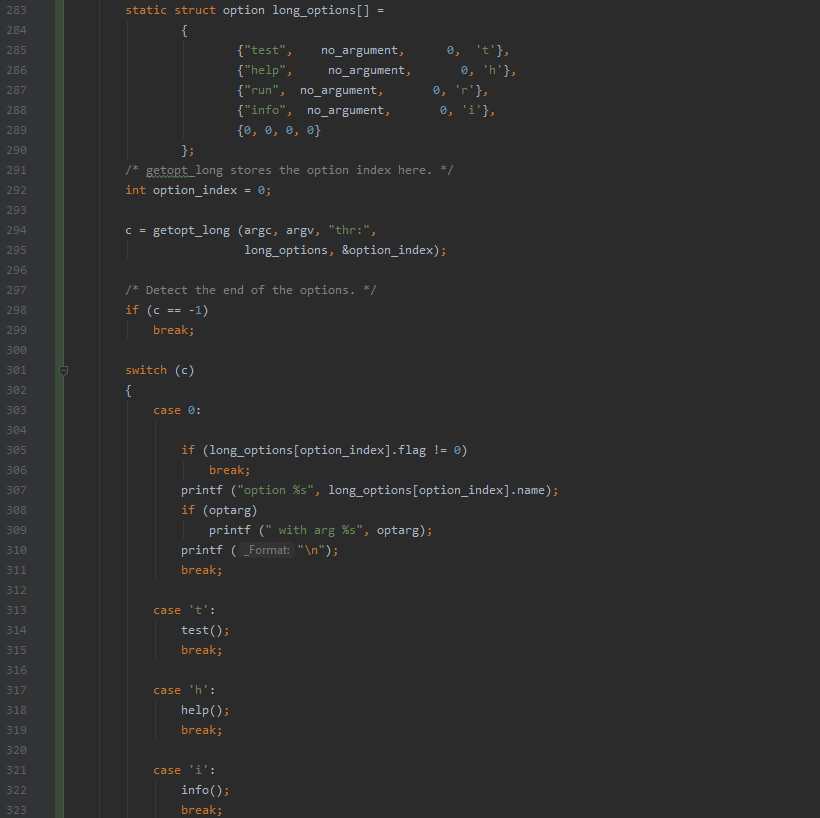 283 static struct option long_options[] =
284 {
285 {"test", no_argument, 0, 't'},
286 {"help", no_argument, 0, 'h'},
287 {"run", no_argument, 0, 'r'},
288 {"info", no_argument, 0, 'i'},
289 {0, 0, 0, 0}
290 };
291 /* getopt_long stores the option index here. */
292 int option_index = 0;
293
294 c = getopt_long (argc, argv, "thr:",
295 long_options, &option_index);
296
297 /* Detect the end of the options. */
298 if (c == -1)
299 break;
300
301 switch (c)
302 {
303 case 0:
304
305 if (long_options[option_index].flag != 0)
306 break;
307 printf ("option %s", long_options[option_index].name);
308 if (optarg)
309 printf (" with arg %s", optarg);
310 printf ( _Format: "\n");
311 break;
312
313 case 't':
314 test();
315 break;
316
317 case 'h':
318 help();
319 break;
320
321 case 'i':
322 info();
323 break;